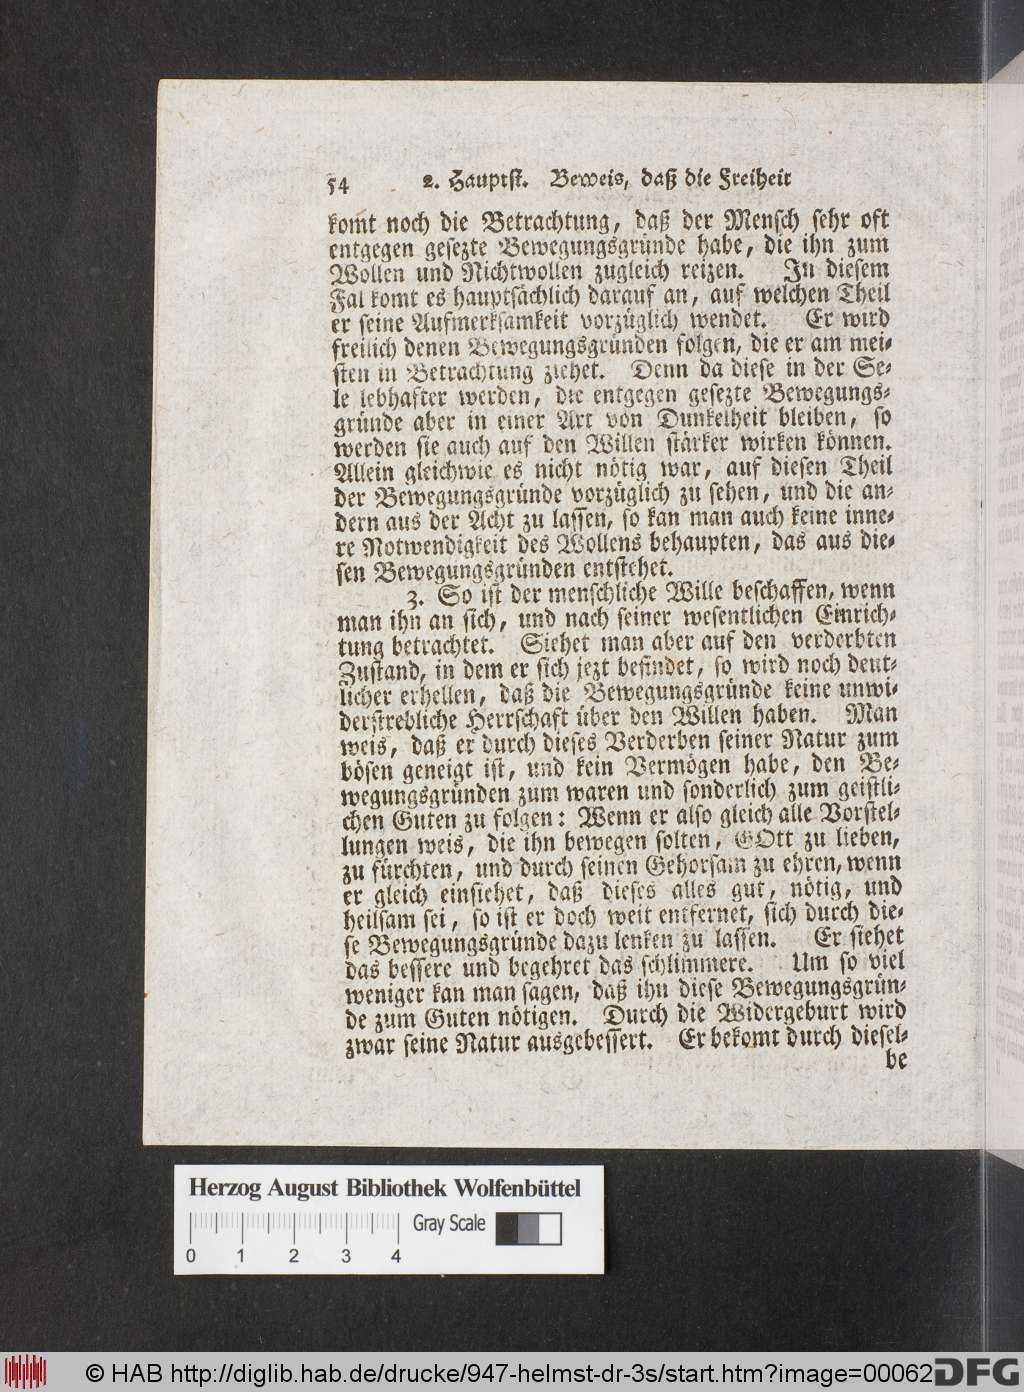 54 2. Hauptst. Beweis, daß die Freiheit
komt noch die Betrachtung, daß der Mensch sehr oft
entgegen gesezte Bewegungsgründe habe, die ihn zum
Wollen und Nichtwollen zugleich reizen. In diesem
Fal komt es hauptsächlich darauf an, auf welchen Theil
er seine Aufmerksamkeit vorzüglich wendet. Er wird
freilich denen Bewegungsgründen folgen, die er am mei-
sten in Betrachtung ziehet. Denn da diese in der Se-
le lebhafter werden, die entgegen gesezte Bewegungs-
gründe aber in einer Art von Dunkelheit bleiben, so
werden sie auch auf den Willen stärker wirken können.
Allein gleichwie es nicht nötig war, auf diesen Theil
der Bewegungsgründe vorzüglich zu sehen, und die an-
dern aus der Acht zu lassen, so kan man auch keine inne-
re Notwendigkeit des Wollens behaupten, das aus die-
sen Bewegungsgründen entstehet.
3. So ist der menschliche Wille beschaffen, wenn
man ihn an sich, und nach seiner wesentlichen Einrich-
tung betrachtet. Siehet man aber auf den verderbten
Zustand, in dem er sich jezt befindet, so wird noch deut-
licher erhellen, daß die Bewegungsgründe keine unwi-
derstrebliche Herrschaft über den Willen haben. Man
weis, daß er durch dieses Verderben seiner Natur zum
bösen geneigt ist, und kein Vermögen habe, den Be-
wegungsgründen zum waren und sonderlich zum geistli-
chen Guten zu folgen: Wenn er also gleich alle Vorstel-
lungen weis, die ihn bewegen solten, GOtt zu lieben,
zu fürchten, und durch seinen Gehorsam zu ehren, wenn
er gleich einsiehet, daß dieses alles gut, nötig, und
heilsam sei, so ist er doch weit entfernet, sich durch die-
se Bewegungsgründe dazu lenken zu lassen. Er siehet
das bessere und begehret das schlimmere. Um so viel
weniger kan man sagen, daß ihn diese Bewegungsgrün-
de zum Guten nötigen. Durch die Widergeburt wird
zwar seine Natur ausgebessert. Er bekomt durch diesel-
be
Herzog August Bibliothek Wolfenbüttel
Gray Scale
0 1 2 3 4
© HAB http://diglib.hab.de/drucke/947-helmst-dr-3s/start.htm?image=00062
DFG